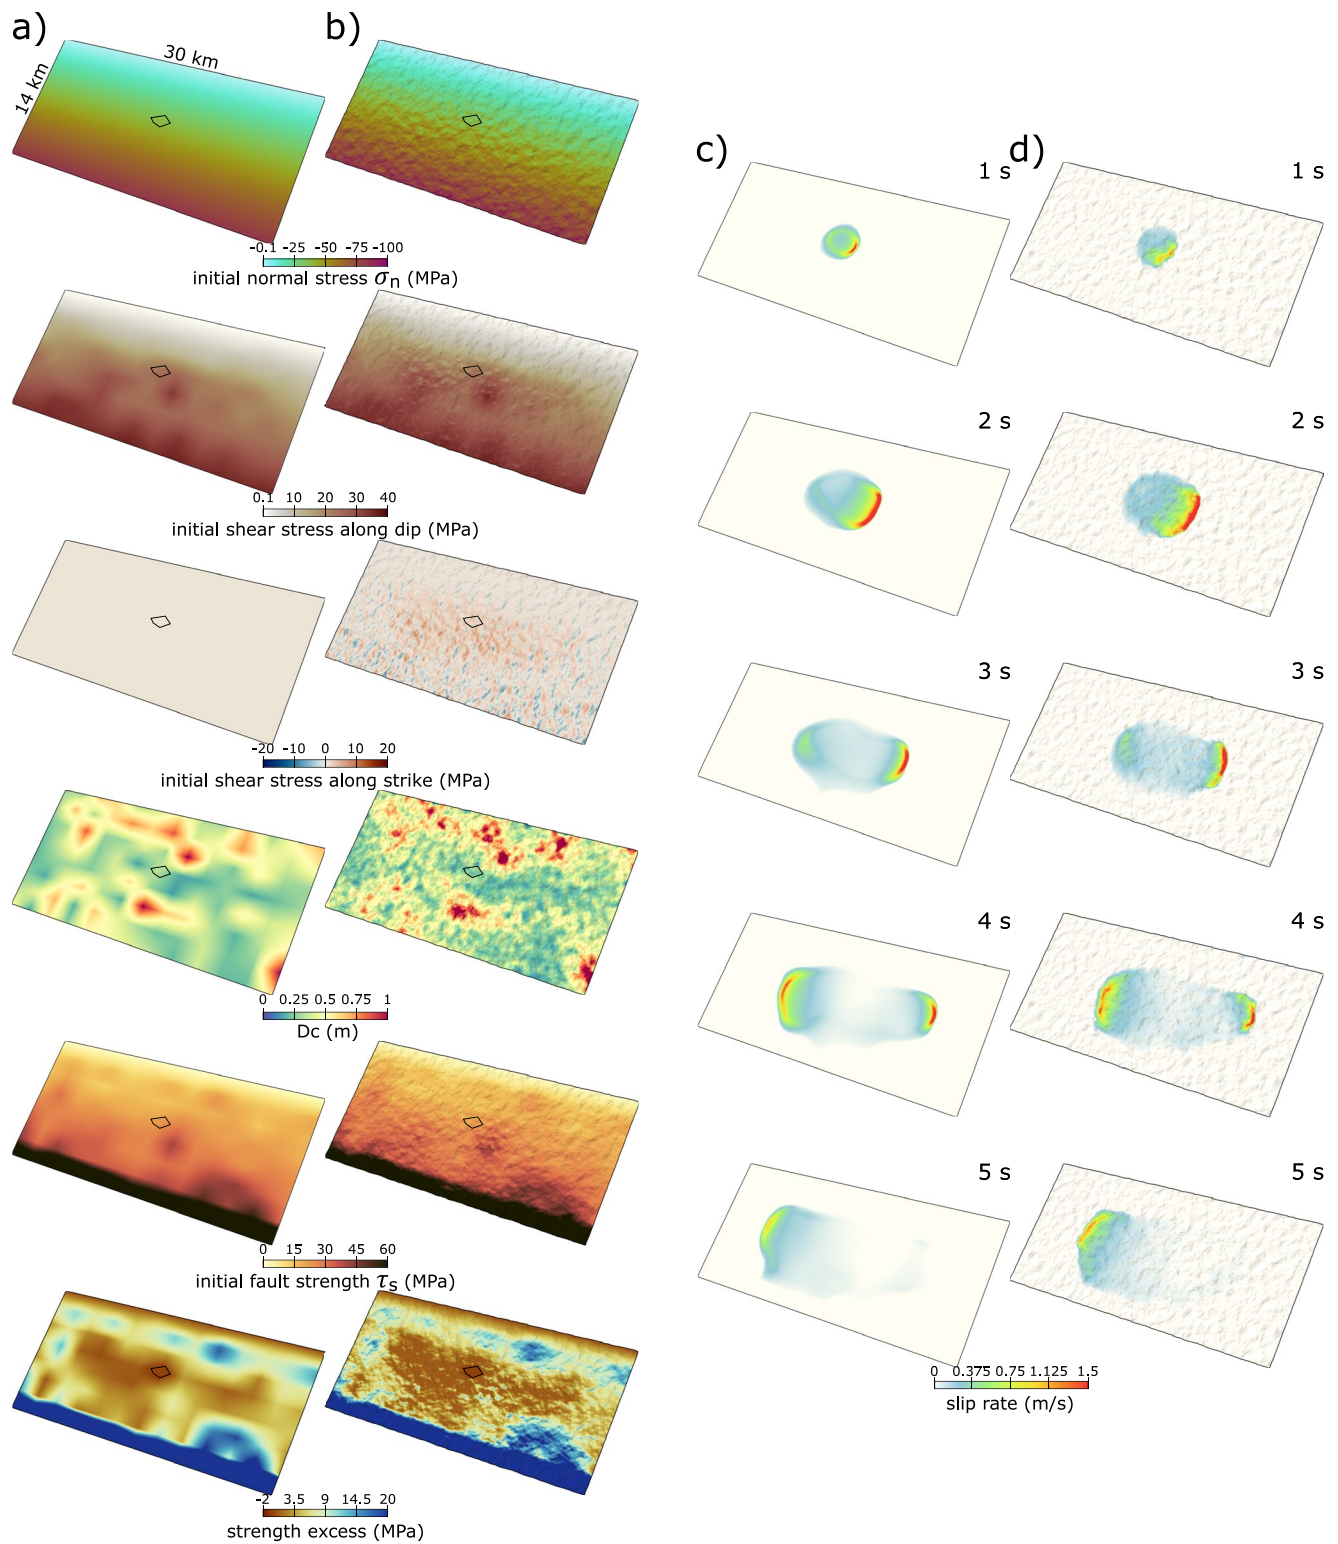 a)
b)
30 km
14 km
-0.1 -25 -50 -75 -100
initial normal stress σn (MPa)
0.1 10 20 30 40
initial shear stress along dip (MPa)
-20 -10 0 10 20
initial shear stress along strike (MPa)
0 0.25 0.5 0.75 1
Dc (m)
0 15 30 45 60
initial fault strength τs (MPa)
-2 3.5 9 14.5 20
strength excess (MPa)
c)
d)
1 s
1 s
2 s
2 s
3 s
3 s
4 s
4 s
5 s
5 s
0 0.375 0.75 1.125 1.5
slip rate (m/s)